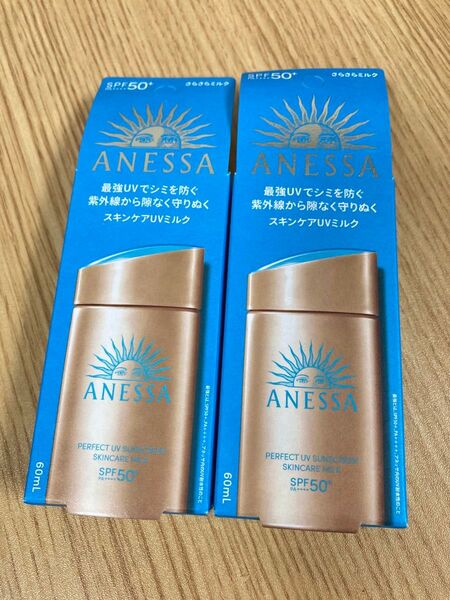 SPF50+
PA++++
さらさらミルク
ANESSA
最強UVでシミを防ぐ
紫外線から隙なく守りぬく
スキンケアUVミルク
ANESSA
PERFECT UV SUNSCREEN
SKINCARE MILK
SPF50+
PA++++
60mL
SPF50+
PA++++
さらさらミルク
ANESSA
最強UVでシミを防ぐ
紫外線から隙なく守りぬく
スキンケアUVミルク
ANESSA
PERFECT UV SUNSCREEN
SKINCARE MILK
SPF50+
PA++++
60mL